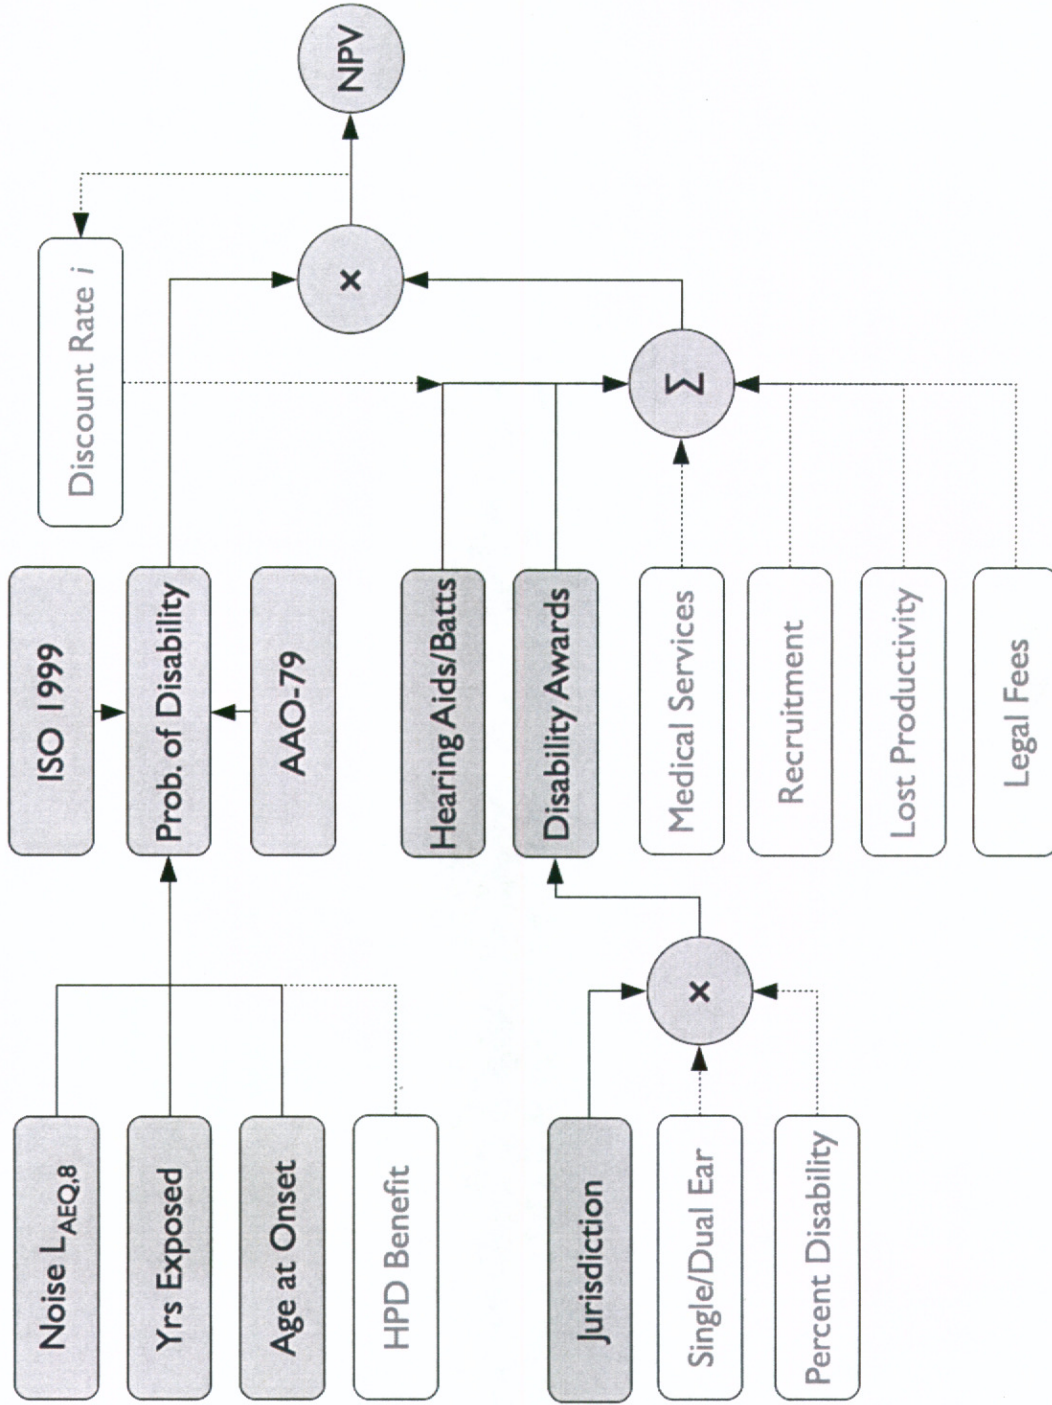 Noise LAEQ,8
Yrs Exposed
Age at Onset
HPD Benefit
Jurisdiction
Single/Dual Ear
Percent Disability
×
ISO 1999
Prob. of Disability
AAO-79
Hearing Aids/Batts
Disability Awards
Medical Services
Recruitment
Lost Productivity
Legal Fees
Discount Rate i
Σ
×
NPV